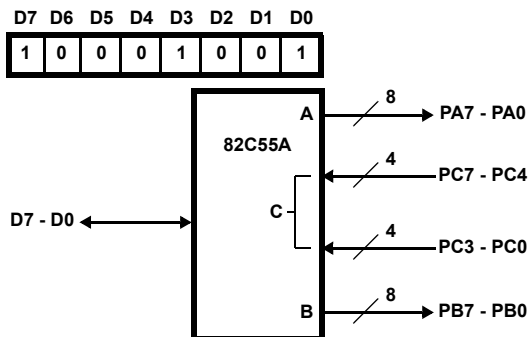 D7 D6 D5 D4 D3 D2 D1 D0
1 0 0 0 1 0 0 1
A 8 PA7 - PA0
82C55A
4 PC7 - PC4
C
D7 - D0
4 PC3 - PC0
B 8 PB7 - PB0